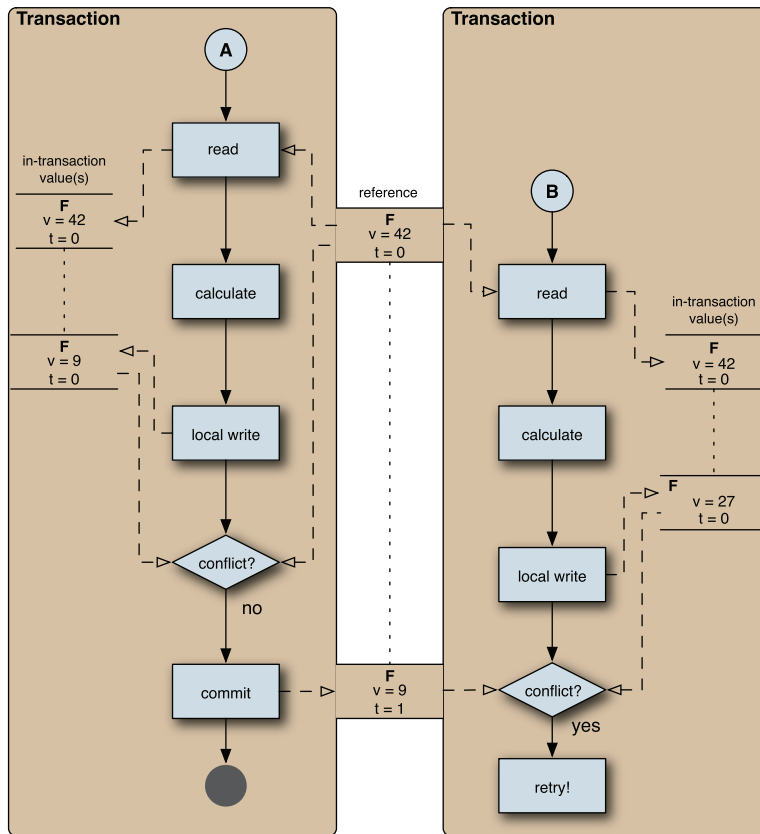 Transaction
A
read
in-transaction
value(s)
F
v = 42
t = 0
calculate
F
v = 9
t = 0
local write
conflict?
no
commit
reference
F
v = 42
t = 0
F
v = 9
t = 1
Transaction
B
read
in-transaction
value(s)
F
v = 42
t = 0
calculate
F
v = 27
t = 0
local write
conflict?
yes
retry!